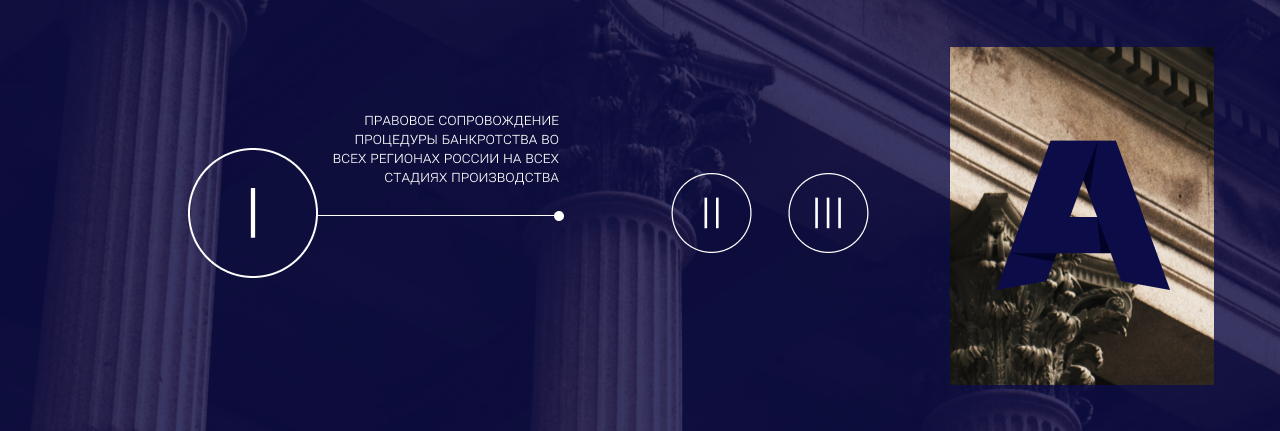 ПРАВОВОЕ СОПРОВОЖДЕНИЕ
ПРОЦЕДУРЫ БАНКРОТСТВА ВО
ВСЕХ РЕГИОНАХ РОССИИ НА ВСЕХ
СТАДИЯХ ПРОИЗВОДСТВА
I
II
III
A